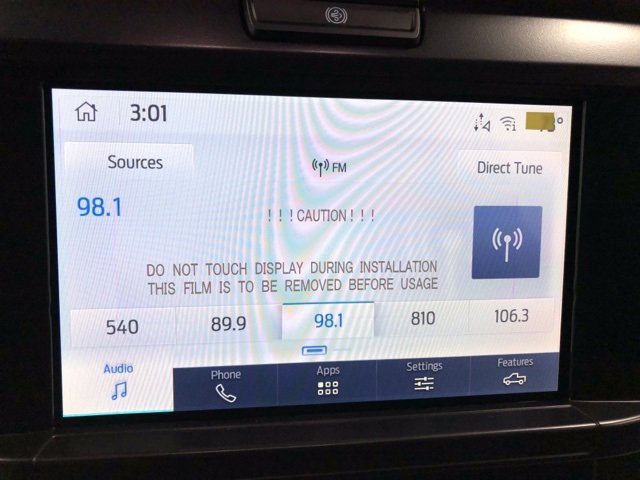 3:01
Sources
FM
Direct Tune
98.1
! ! ! CAUTION ! ! !
DO NOT TOUCH DISPLAY DURING INSTALLATION
THIS FILM IS TO BE REMOVED BEFORE USAGE
540 89.9 98.1 810 106.3
Audio Phone Apps Settings Features